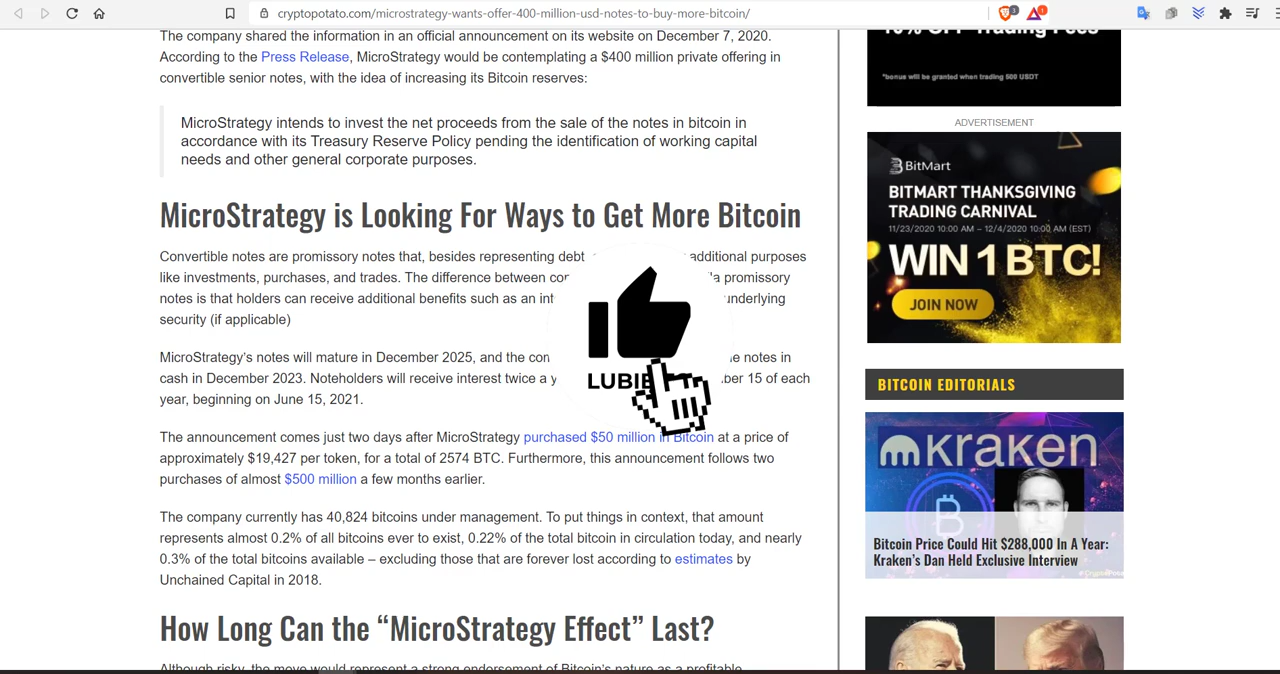 cryptopotato.com/microstrategy-wants-offer-400-million-usd-notes-to-buy-more-bitcoin/
3
1
The company shared the information in an official announcement on its website on December 7, 2020.
According to the Press Release, MicroStrategy would be contemplating a $400 million private offering in
convertible senior notes, with the idea of increasing its Bitcoin reserves:
MicroStrategy intends to invest the net proceeds from the sale of the notes in bitcoin in
accordance with its Treasury Reserve Policy pending the identification of working capital
needs and other general corporate purposes.
MicroStrategy is Looking For Ways to Get More Bitcoin
Convertible notes are promissory notes that, besides representing debt additional purposes
like investments, purchases, and trades. The difference between promissory
notes is that holders can receive additional benefits such as an underlying
security (if applicable)
MicroStrategy's notes will mature in December 2025, and the notes in
cash in December 2023. Noteholders will receive interest twice a 15 of each
year, beginning on June 15, 2021.
The announcement comes just two days after MicroStrategy purchased $50 million in Bitcoin at a price of
approximately $19,427 per token, for a total of 2574 BTC. Furthermore, this announcement follows two
purchases of almost $500 million a few months earlier.
The company currently has 40,824 bitcoins under management. To put things in context, that amount
represents almost 0.2% of all bitcoins ever to exist, 0.22% of the total bitcoin in circulation today, and nearly
0.3% of the total bitcoins available – excluding those that are forever lost according to estimates by
Unchained Capital in 2018.
How Long Can the “MicroStrategy Effect” Last?
Although risky, the move would represent a strong endorsement of Bitcoin's nature as a profitable
10% OFF Trading Fees
*bonus will be granted when trading 500 USDT
ADVERTISEMENT
BitMart
BITMART THANKSGIVING
TRADING CARNIVAL
11/23/2020 10:00 AM - 12/4/2020 10:00 AM (EST)
WIN 1 BTC!
JOIN NOW
BITCOIN EDITORIALS
kraken
Bitcoin Price Could Hit $288,000 In A Year:
Kraken's Dan Held Exclusive Interview